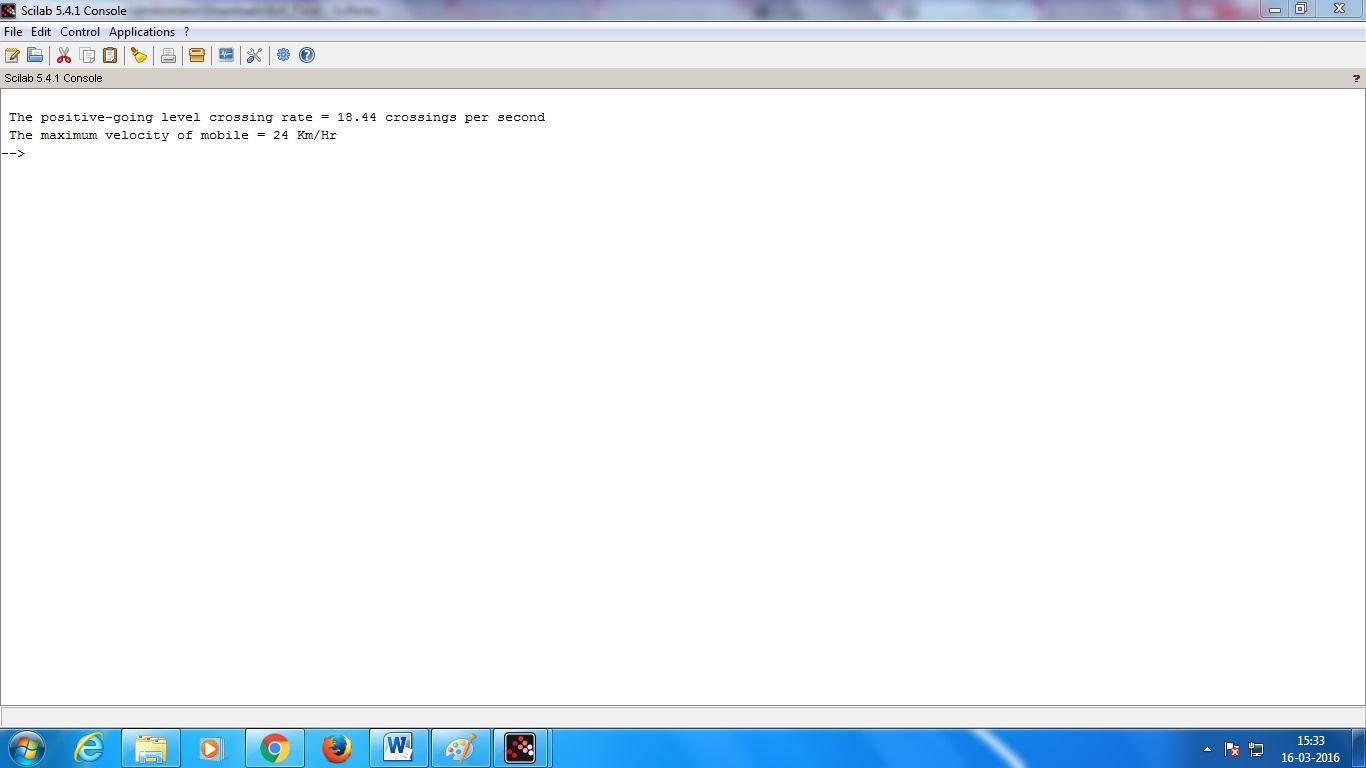 Scilab 5.4.1 Console
File Edit Control Applications ?
Scilab 5.4.1 Console ?
The positive-going level crossing rate = 18.44 crossings per second
The maximum velocity of mobile = 24 Km/Hr
-->
15:33
16-03-2016